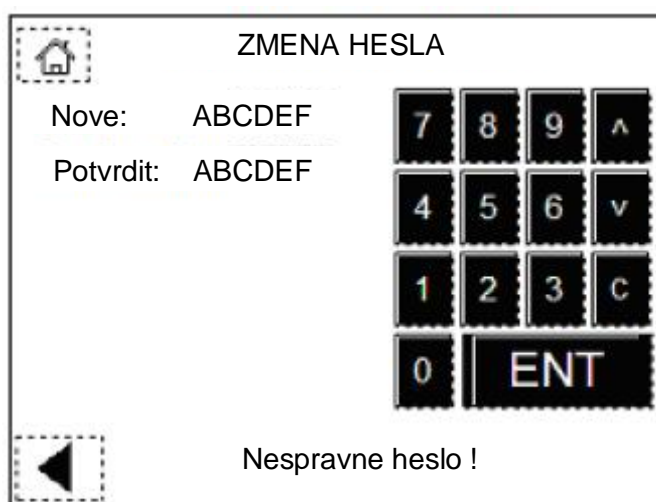 ZMENA HESLA
Nove: ABCDEF
Potvrdit: ABCDEF
7 8 9 ^
4 5 6 v
1 2 3 C
0 ENT
Nespravne heslo !